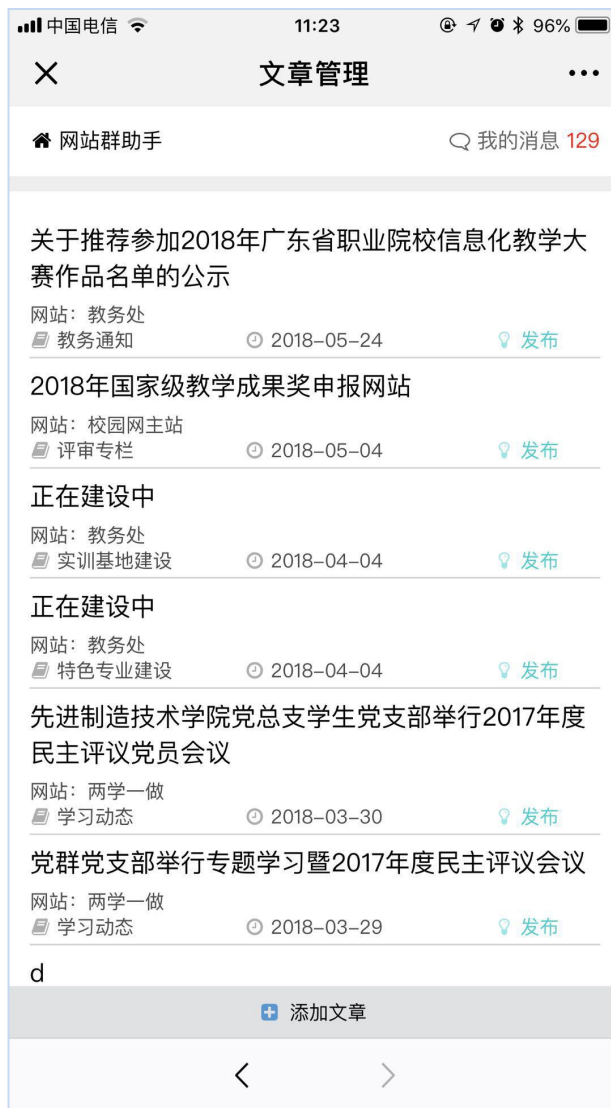 中国电信 11:23 96%
文章管理
网站群助手 我的消息 129
关于推荐参加2018年广东省职业院校信息化教学大
赛作品名单的公示
网站：教务处
教务通知 2018-05-24 发布
2018年国家级教学成果奖申报网站
网站：校园网主站
评审专栏 2018-05-04 发布
正在建设中
网站：教务处
实训基地建设 2018-04-04 发布
正在建设中
网站：教务处
特色专业建设 2018-04-04 发布
先进制造技术学院党总支学生党支部举行2017年度
民主评议党员会议
网站：两学一做
学习动态 2018-03-30 发布
党群党支部举行专题学习暨2017年度民主评议会议
网站：两学一做
学习动态 2018-03-29 发布
d
添加文章